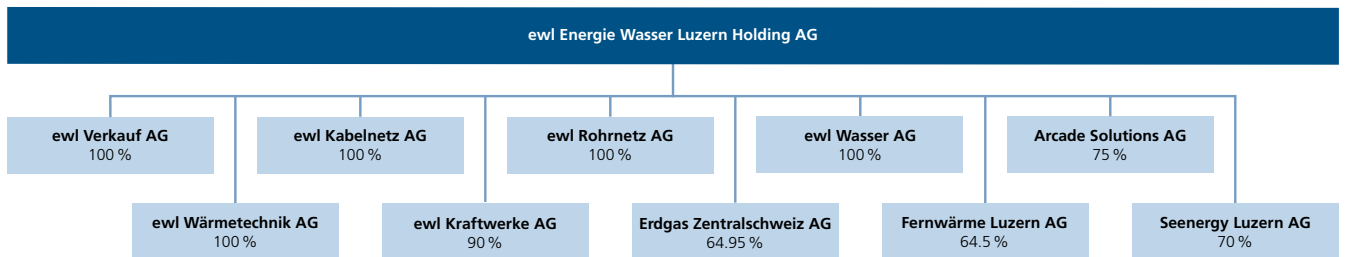 ewl Energie Wasser Luzern Holding AG
ewl Verkauf AG
100 %
ewl Kabelnetz AG
100 %
ewl Rohrnetz AG
100 %
ewl Wasser AG
100 %
Arcade Solutions AG
75 %
ewl Wärmetechnik AG
100 %
ewl Kraftwerke AG
90 %
Erdgas Zentralschweiz AG
64.95 %
Fernwärme Luzern AG
64.5 %
Seenergy Luzern AG
70 %